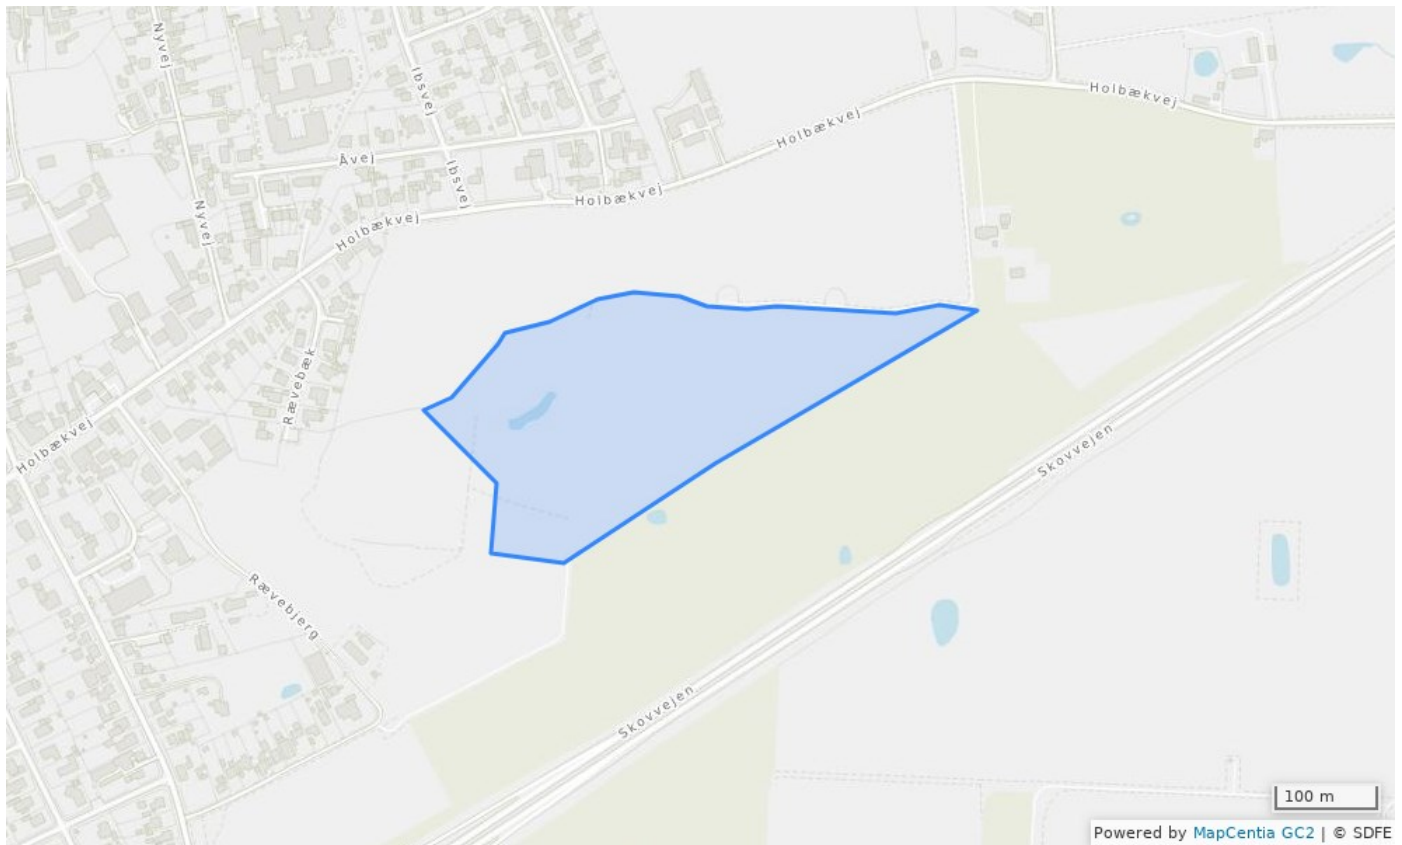 Nyvej
Ibsvej
Holbækvej
Holbækvej
Åvej
Ibsvej
Holbækvej
Nyvej
Holbækvej
Rævebæk
Holbækvej
Skovvejen
Rævebjerg
Skovvejen
100 m
Powered by MapCentia GC2 | © SDFE